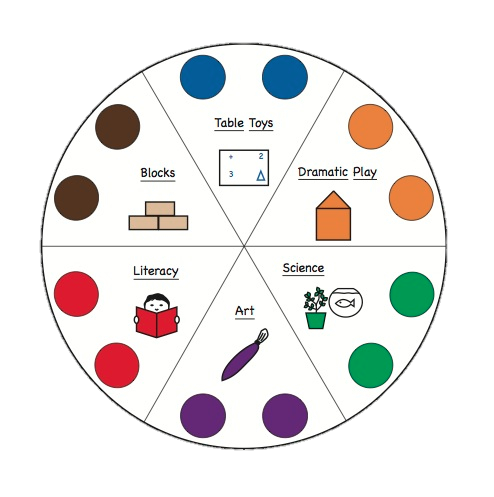 Table Toys
+ 2
3
Blocks
Dramatic Play
Literacy
Science
Art